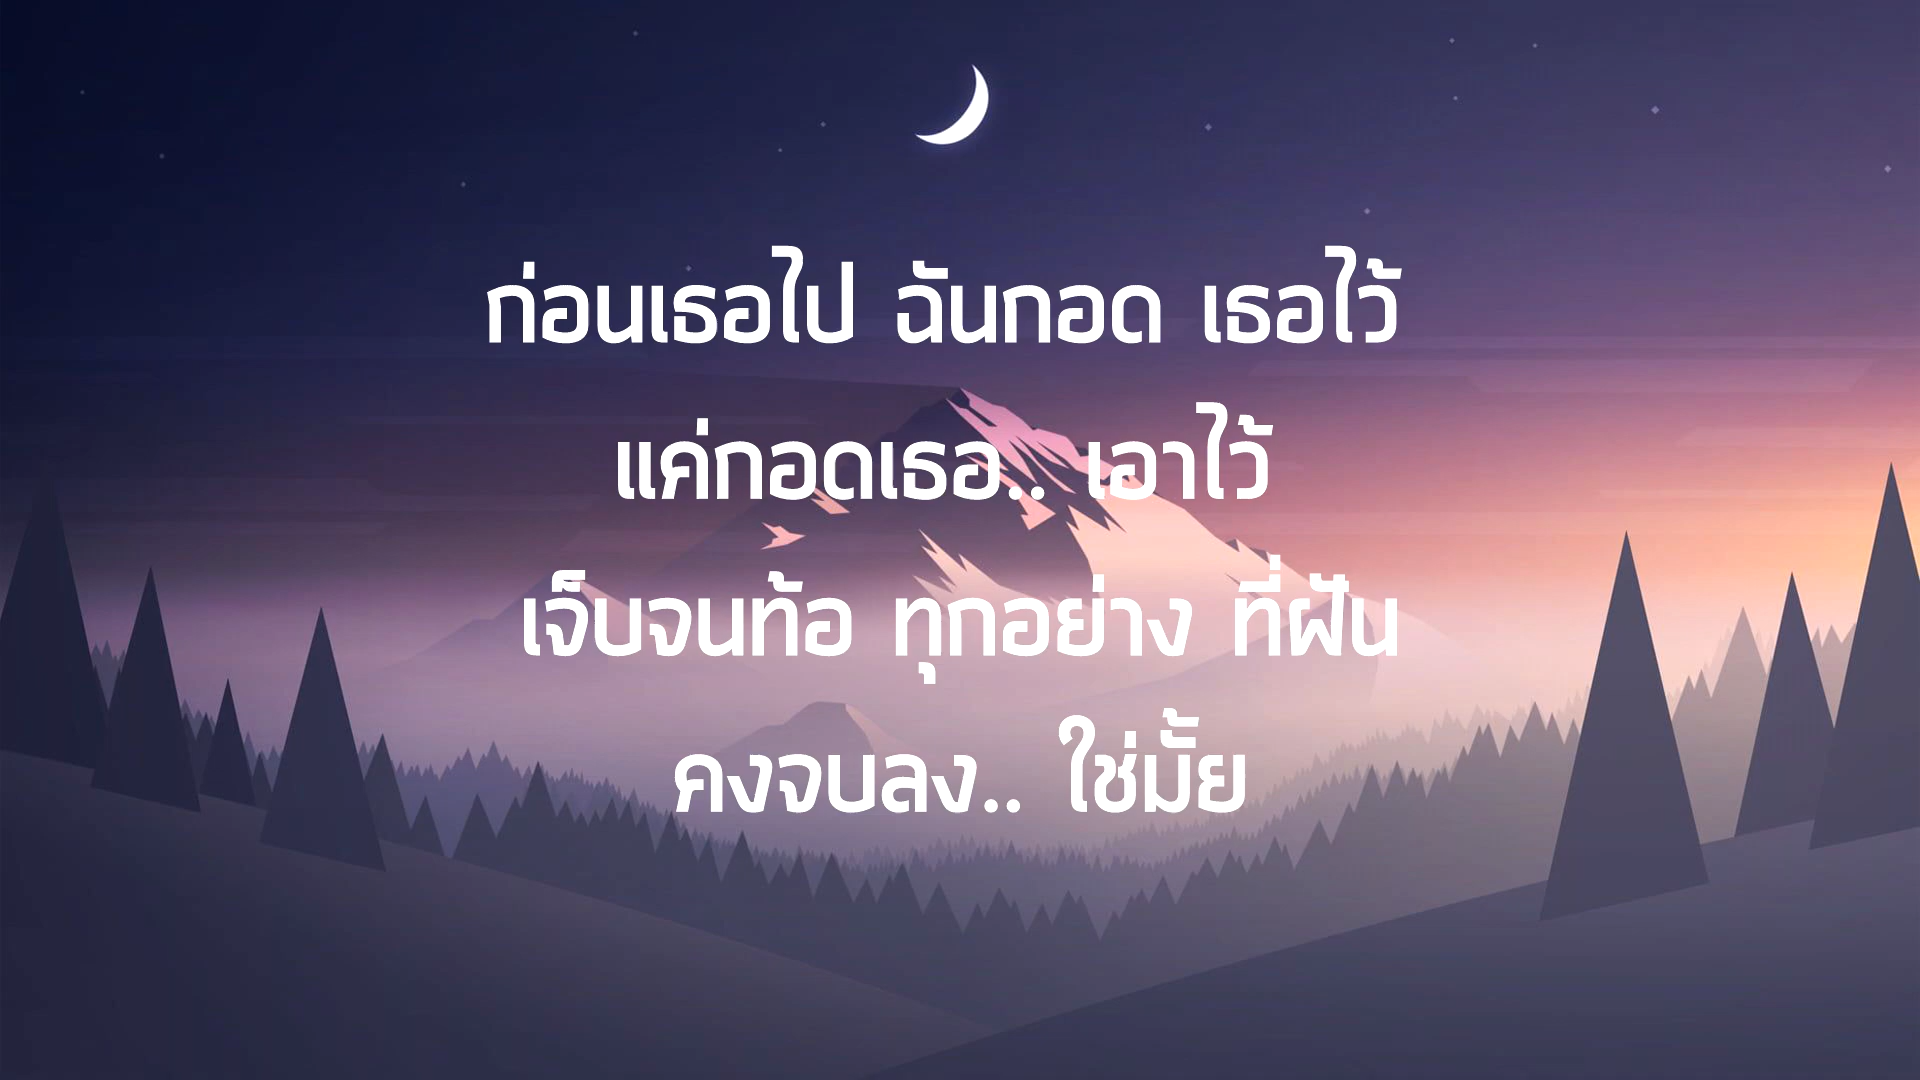 ก่อนเธอไป ฉันกอด เธอไว้
แค่กอดเธอ.. เอาไว้
เจ็บจนท้อ ทุกอย่าง ที่ฝัน
คงจบลง.. ใช่มั้ย